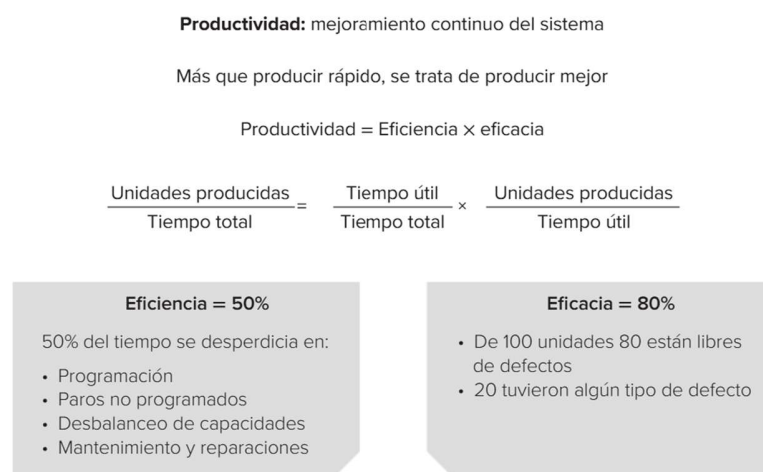 Productividad: mejoramiento continuo del sistema
Más que producir rápido, se trata de producir mejor
Productividad = Eficiencia × eficacia
Unidades producidas / Tiempo total = Tiempo útil / Tiempo total × Unidades producidas / Tiempo útil
Eficiencia = 50%
50% del tiempo se desperdicia en:
• Programación
• Paros no programados
• Desbalanceo de capacidades
• Mantenimiento y reparaciones
Eficacia = 80%
• De 100 unidades 80 están libres
de defectos
• 20 tuvieron algún tipo de defecto